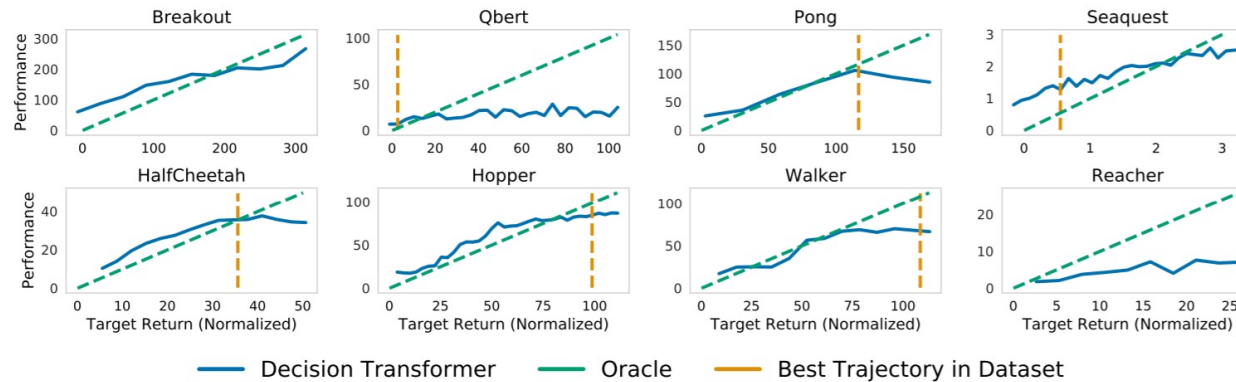 Breakout
Qbert
Pong
Seaquest
Performance
300
200
100
0
0 100 200 300
100
50
0
0 20 40 60 80 100
150
100
50
0
0 50 100 150
3
2
1
0
0 1 2 3
HalfCheetah
Hopper
Walker
Reacher
Performance
40
20
0
0 10 20 30 40 50
Target Return (Normalized)
100
50
0
0 25 50 75 100
Target Return (Normalized)
100
50
0
0 25 50 75 100
Target Return (Normalized)
20
10
0
0 5 10 15 20 25
Target Return (Normalized)
Decision Transformer
Oracle
Best Trajectory in Dataset